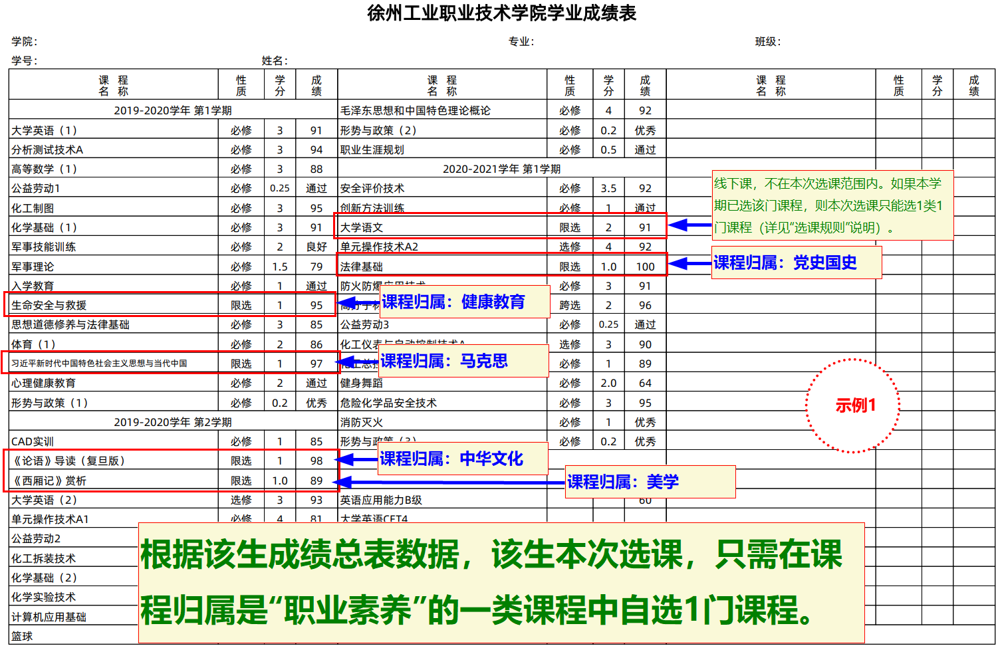 徐州工业职业技术学院学业成绩表
学院： 专业： 班级：
学号： 姓名：
课程名称 性质 学分 成绩 课程名称 性质 学分 成绩 课程名称 性质 学分 成绩
2019-2020学年 第1学期 毛泽东思想和中国特色理论概论 必修 4 92
大学英语（1） 必修 3 91 形势与政策（2） 必修 0.2 优秀
分析测试技术A 必修 3 94 职业生涯规划 必修 0.5 通过
高等数学（1） 必修 3 88 2020-2021学年 第1学期
公益劳动1 必修 0.25 通过 安全评价技术 必修 3.5 92
化工制图 必修 3 95 创新方法训练 必修 1 通过
化学基础（1） 必修 3 91 大学语文 限选 2 91
军事技能训练 必修 2 良好 单元操作技术A2 选修 4 92
军事理论 必修 1.5 79 法律基础 限选 1.0 100
入学教育 必修 1 通过 防火防爆应用技术 必修 3 91
生命安全与救援 限选 1 95 跨选 2 96
思想道德修养与法律基础 必修 3 85 公益劳动3 必修 0.25 通过
体育（1） 必修 2 86 化工仪表与自动控制技术A 选修 3 90
习近平新时代中国特色社会主义思想与当代中国 限选 1 97 必修 1 89
心理健康教育 必修 2 通过 健身舞蹈 必修 2.0 64
形势与政策（1） 必修 0.2 优秀 危险化学品安全技术 必修 3 95
2019-2020学年 第2学期 消防灭火 必修 1 优秀
CAD实训 必修 1 85 形势与政策（3） 必修 0.2 优秀
《论语》导读（复旦版） 限选 1 98
《西厢记》赏析 限选 1.0 89
大学英语（2） 选修 3 93 英语应用能力B级 60
单元操作技术A1 必修 4 81 大学英语CET4
公益劳动2
化工拆装技术
化学基础（2）
化学实验技术
计算机应用基础
篮球
线下课，不在本次选课范围内。如果本学
期已选该门课程，则本次选课只能选1类1
门课程（详见“选课规则”说明）。
课程归属：党史国史
课程归属：健康教育
课程归属：马克思
课程归属：中华文化
课程归属：美学
示例1
根据该生成绩总表数据，该生本次选课，只需在课
程归属是“职业素养”的一类课程中自选1门课程。